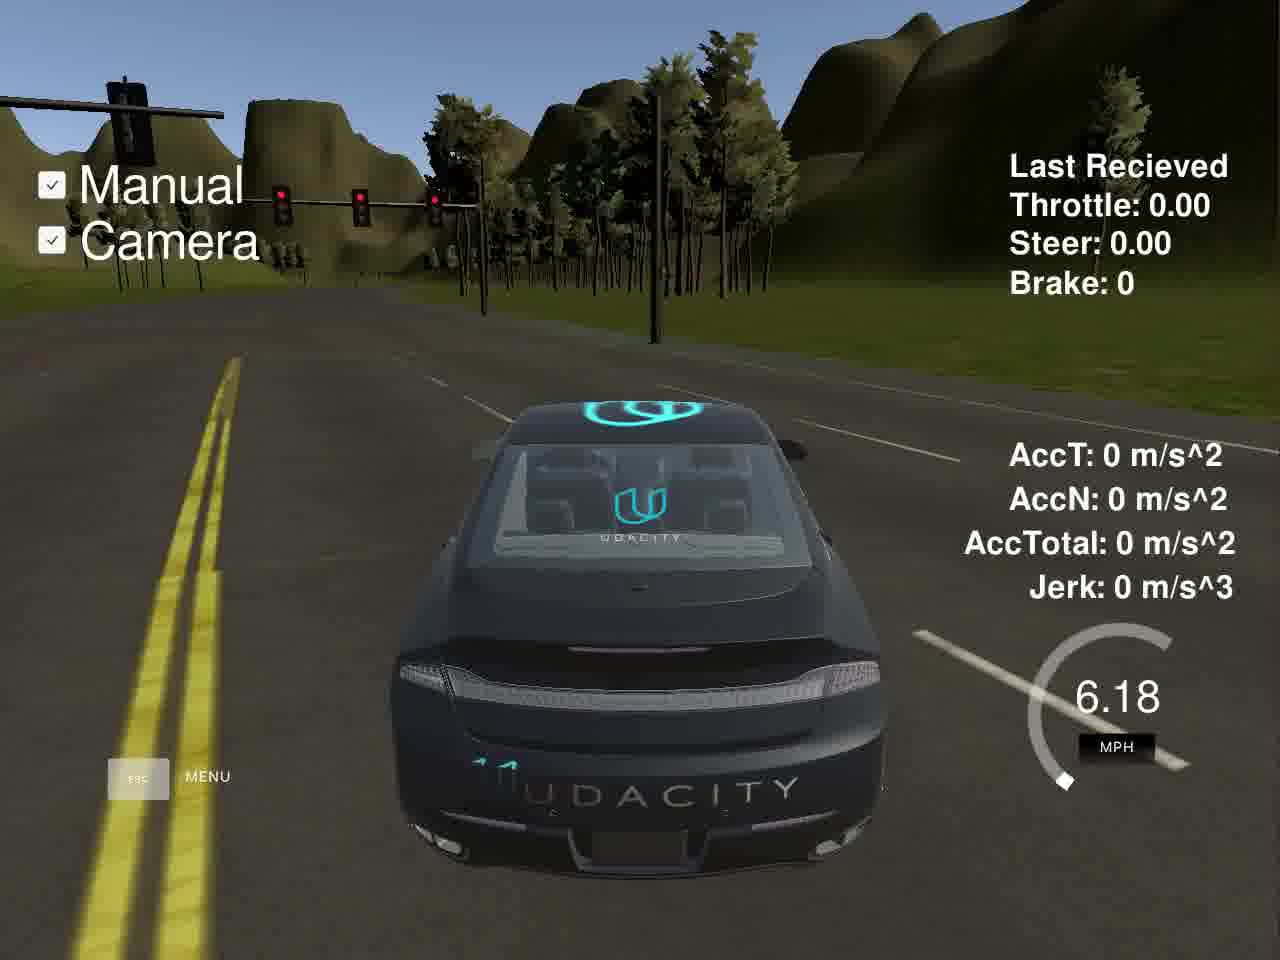 Manual
Camera
Last Recieved
Throttle: 0.00
Steer: 0.00
Brake: 0
UDACITY
AccT: 0 m/s^2
AccN: 0 m/s^2
AccTotal: 0 m/s^2
Jerk: 0 m/s^3
6.18
MPH
ESC
MENU
UDACITY